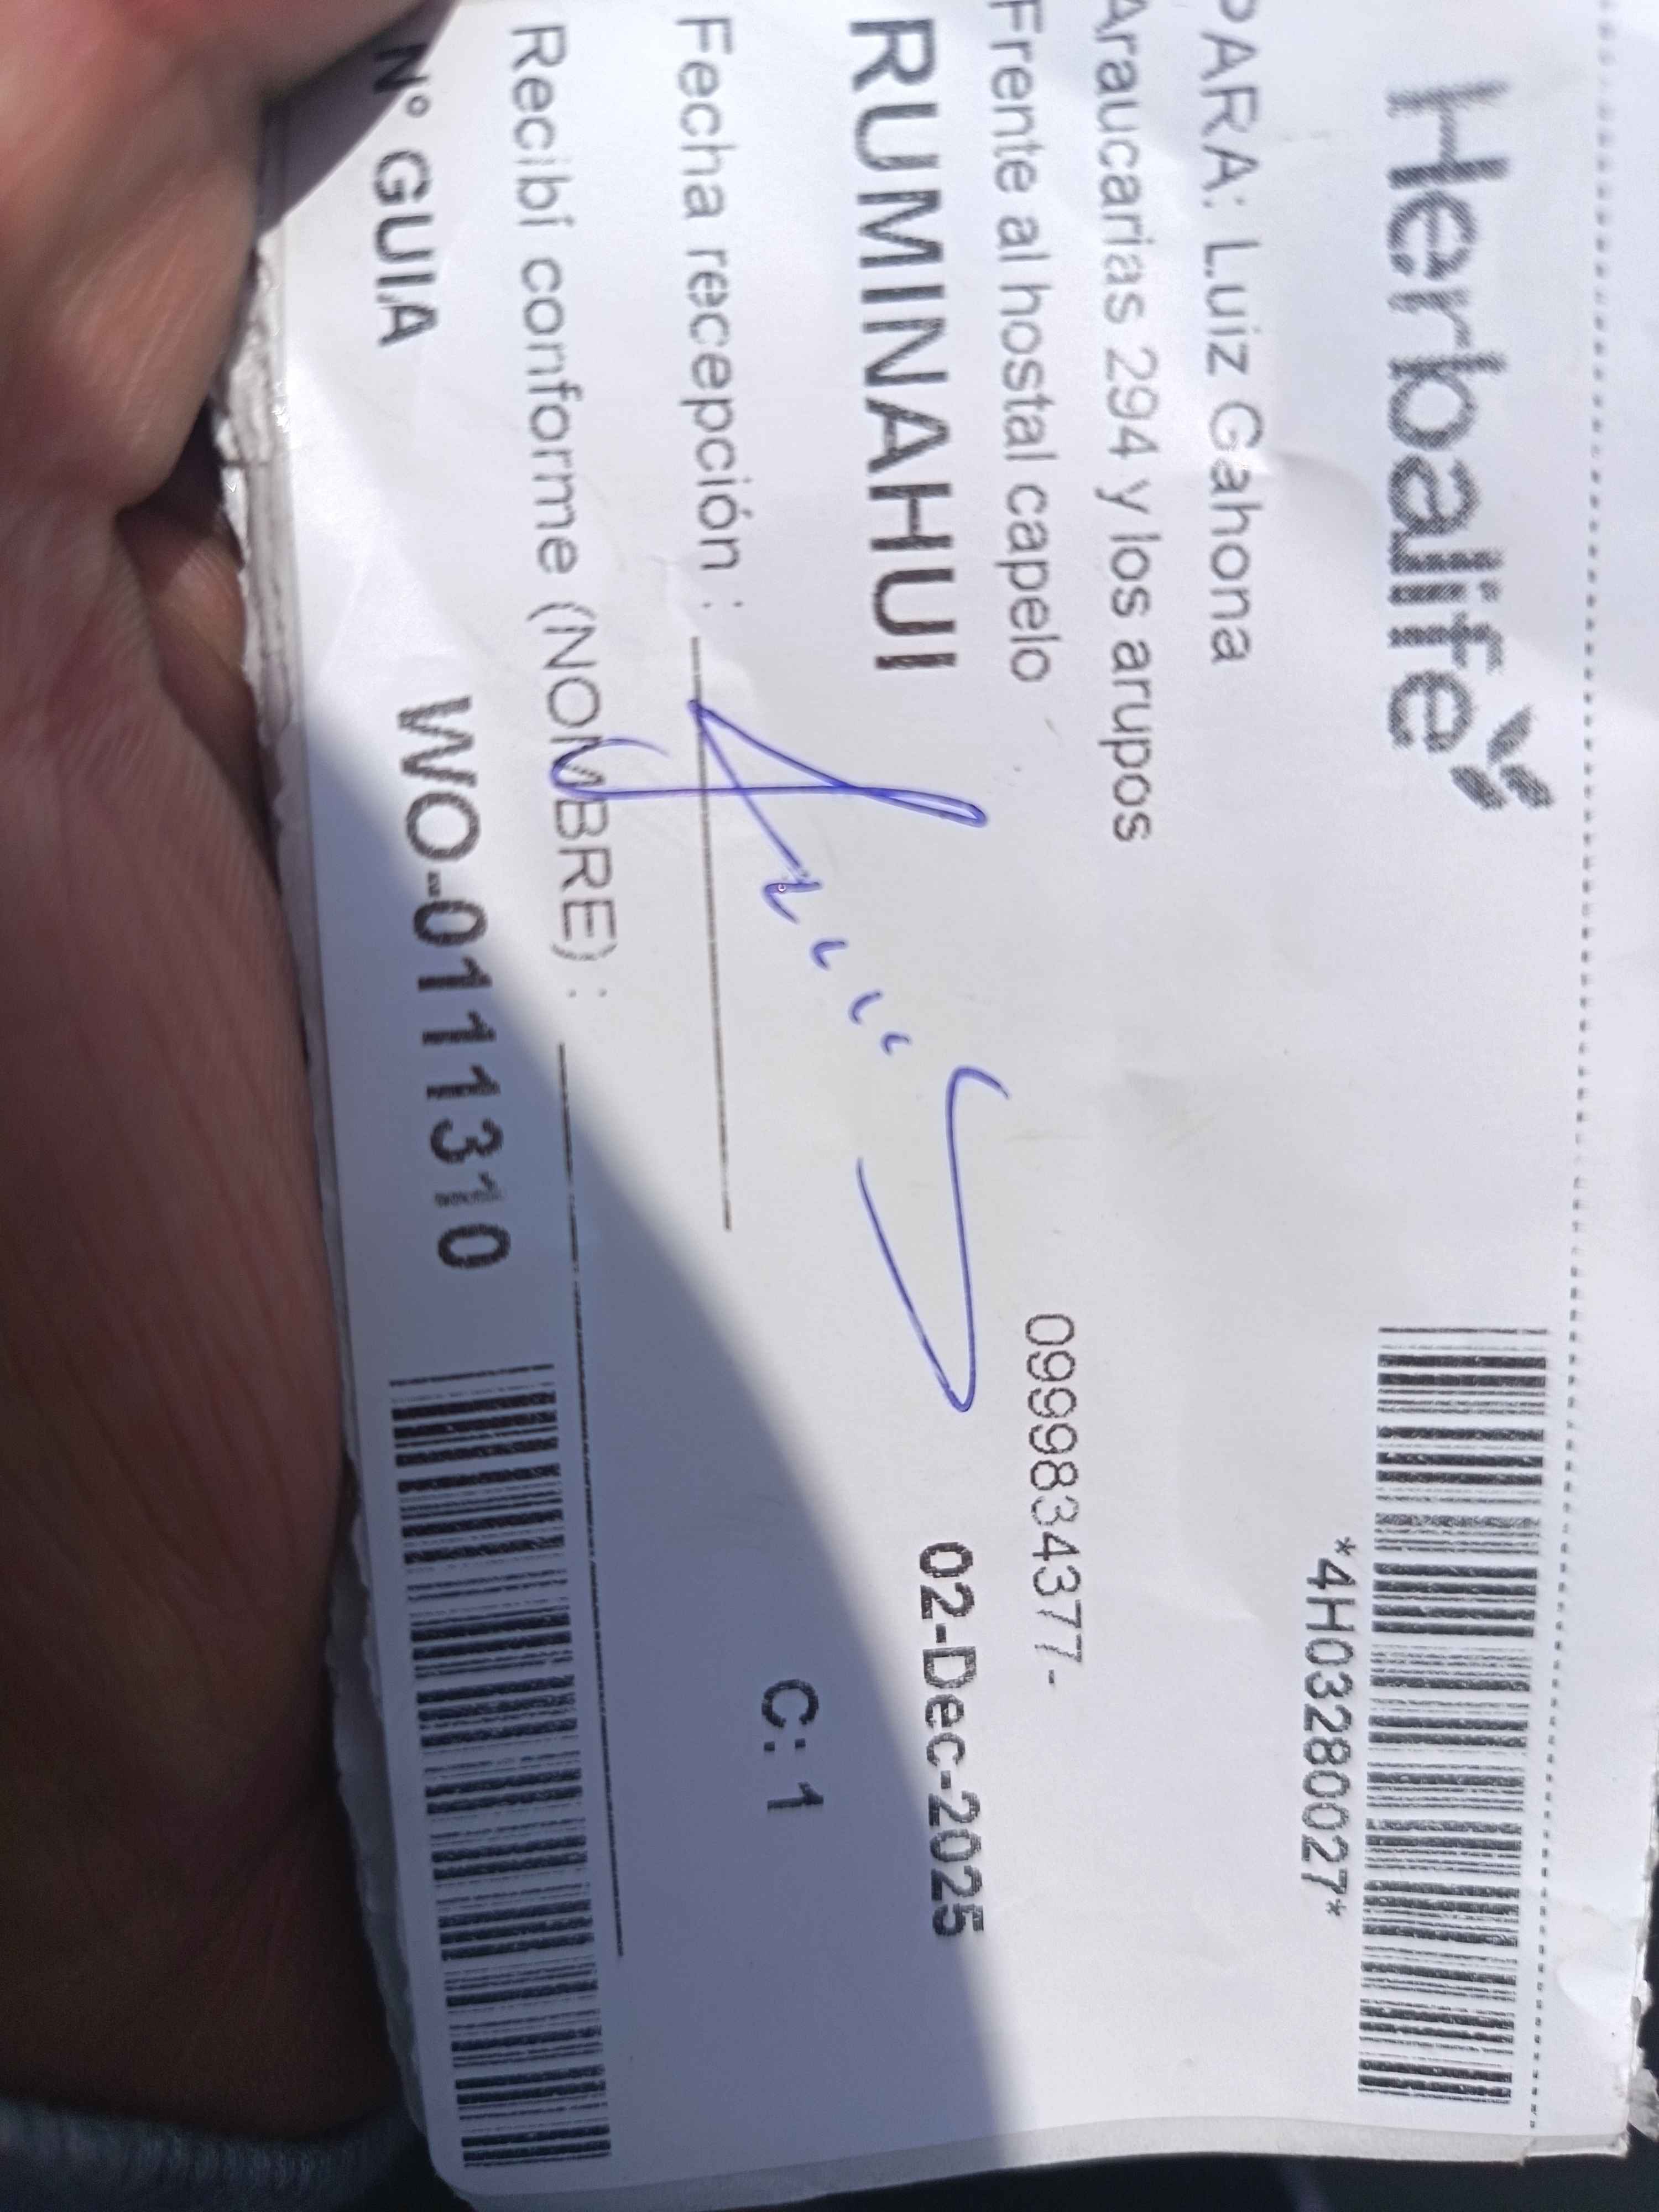 Herbalife
*4H03280027*
PARA: Luiz Gahona
Araucarias 294 y los arupos
Frente al hostal capelo
0999834377-
RUMINAHUI
02-Dec-2025
Fecha recepción :
C: 1
Recibí conforme (NOMBRE) :
N° GUIA
WO-0111310